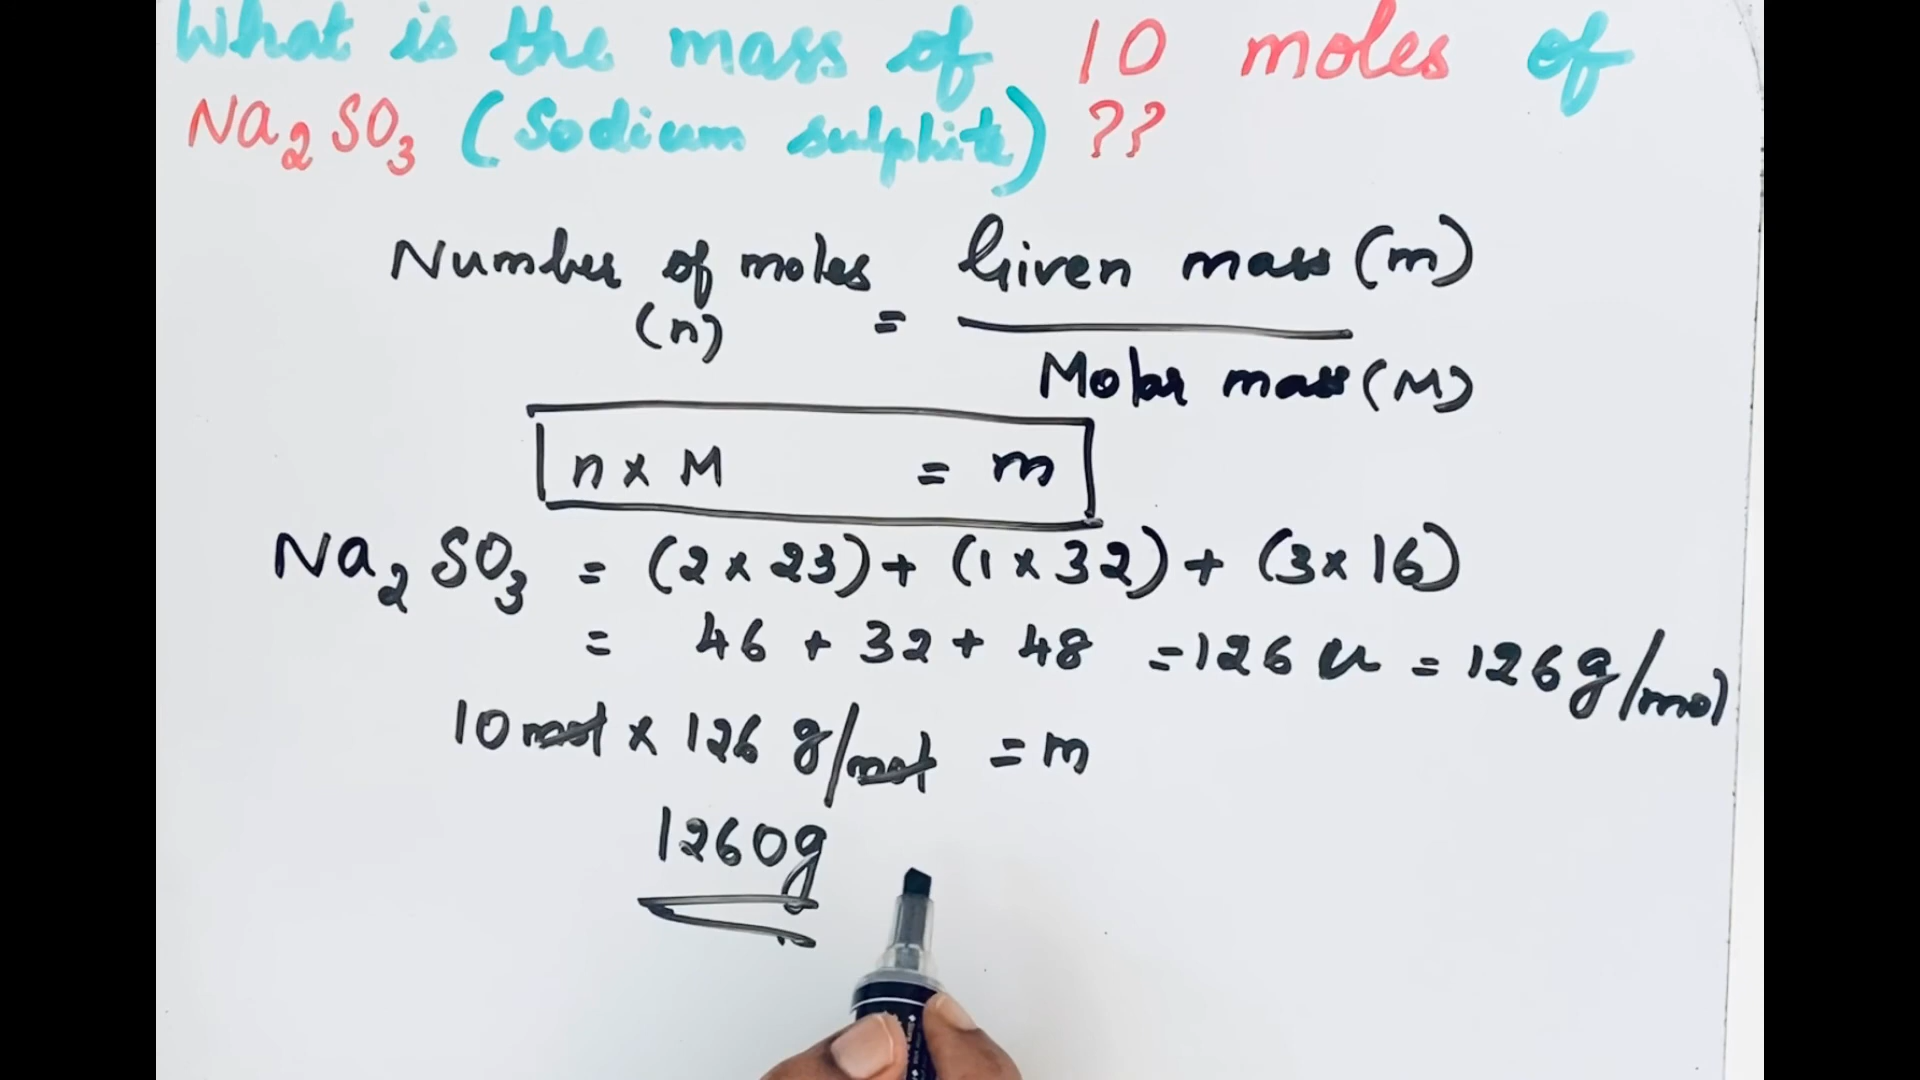 What is the mass of 10 moles of
Na₂SO₃ (Sodium sulphite) ??
Number of moles (n) = Given mass (m) / Molar mass (M)
n × M = m
Na₂SO₃ = (2 × 23) + (1 × 32) + (3 × 16)
= 46 + 32 + 48 = 126 u = 126 g/mol
10 mol × 126 g/mol = m
1260g